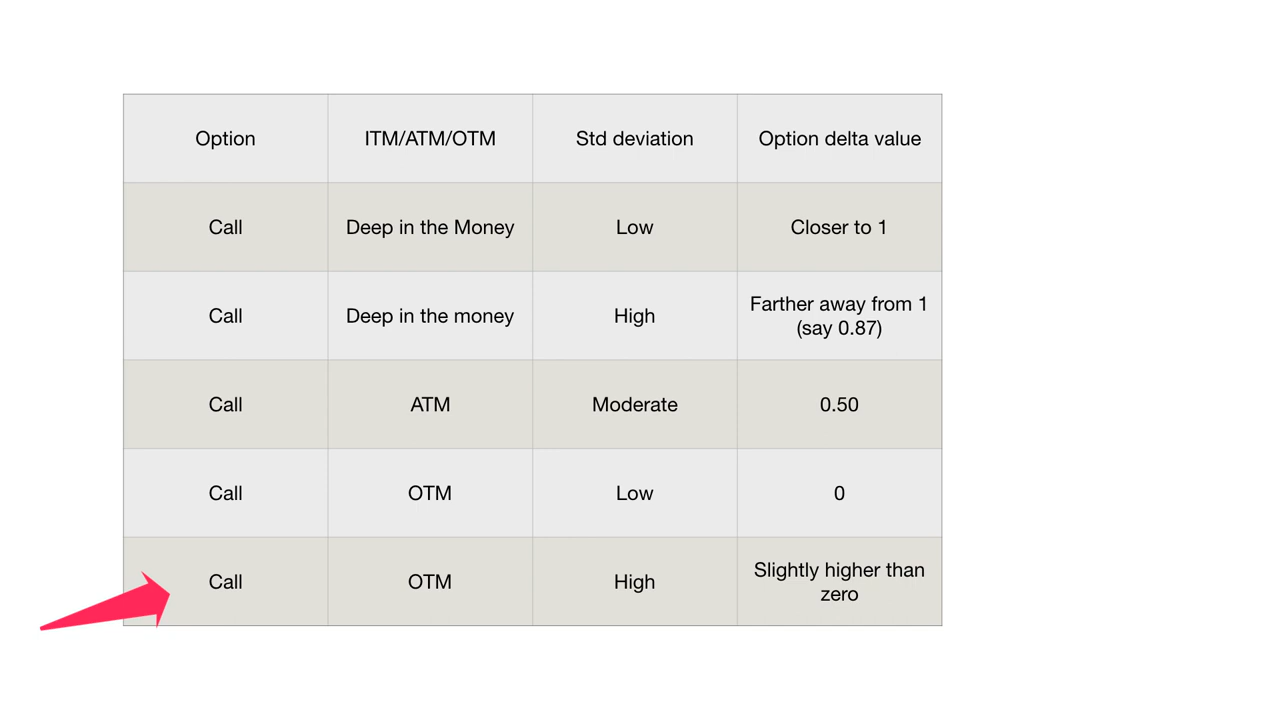 Option ITM/ATM/OTM Std deviation Option delta value
Call Deep in the Money Low Closer to 1
Call Deep in the money High Farther away from 1
(say 0.87)
Call ATM Moderate 0.50
Call OTM Low 0
Call OTM High Slightly higher than
zero